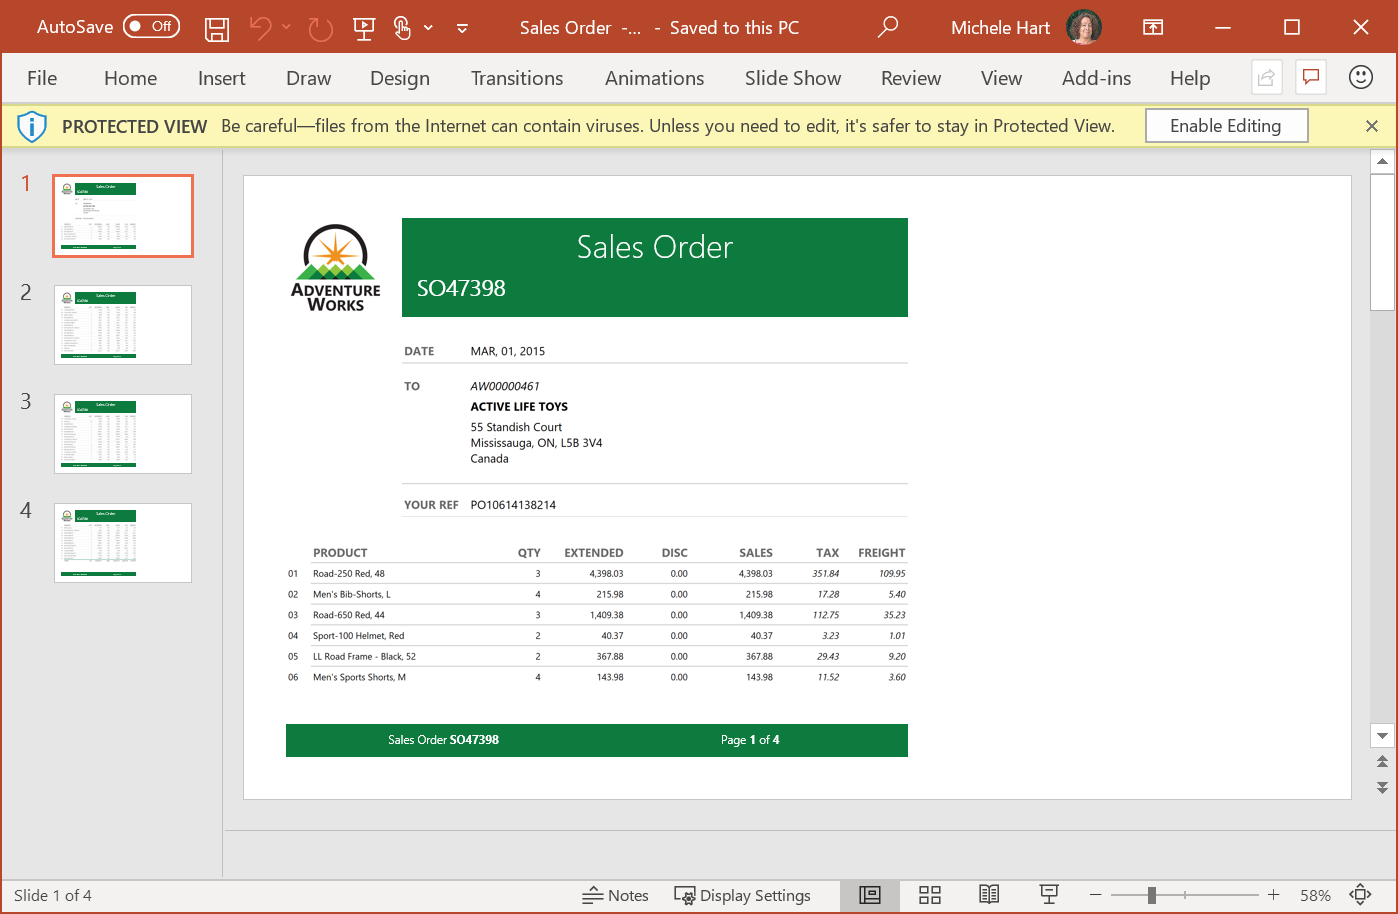 AutoSave Off Sales Order -... - Saved to this PC Michele Hart
File Home Insert Draw Design Transitions Animations Slide Show Review View Add-ins Help
PROTECTED VIEW Be careful—files from the Internet can contain viruses. Unless you need to edit, it's safer to stay in Protected View. Enable Editing
1
2
3
4
ADVENTURE
WORKS
Sales Order
SO47398
DATE MAR, 01, 2015
TO AW00000461
ACTIVE LIFE TOYS
55 Standish Court
Mississauga, ON, L5B 3V4
Canada
YOUR REF PO10614138214
PRODUCT QTY EXTENDED DISC SALES TAX FREIGHT
01 Road-250 Red, 48 3 4,398.03 0.00 4,398.03 351.84 109.95
02 Men's Bib-Shorts, L 4 215.98 0.00 215.98 17.28 5.40
03 Road-650 Red, 44 3 1,409.38 0.00 1,409.38 112.75 35.23
04 Sport-100 Helmet, Red 2 40.37 0.00 40.37 3.23 1.01
05 LL Road Frame - Black, 52 2 367.88 0.00 367.88 29.43 9.20
06 Men's Sports Shorts, M 4 143.98 0.00 143.98 11.52 3.60
Sales Order SO47398 Page 1 of 4
Slide 1 of 4 Notes Display Settings 58%